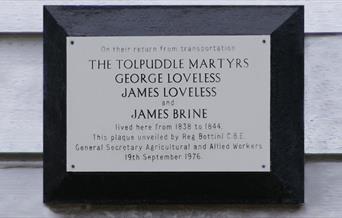 On their return from transportation
THE TOLPUDDLE MARTYRS
GEORGE LOVELESS
JAMES LOVELESS
and
JAMES BRINE
lived here from 1838 to 1844.
This plaque unveiled by Reg Bottini C.B.E.
General Secretary Agricultural and Allied Workers
19th September 1976.